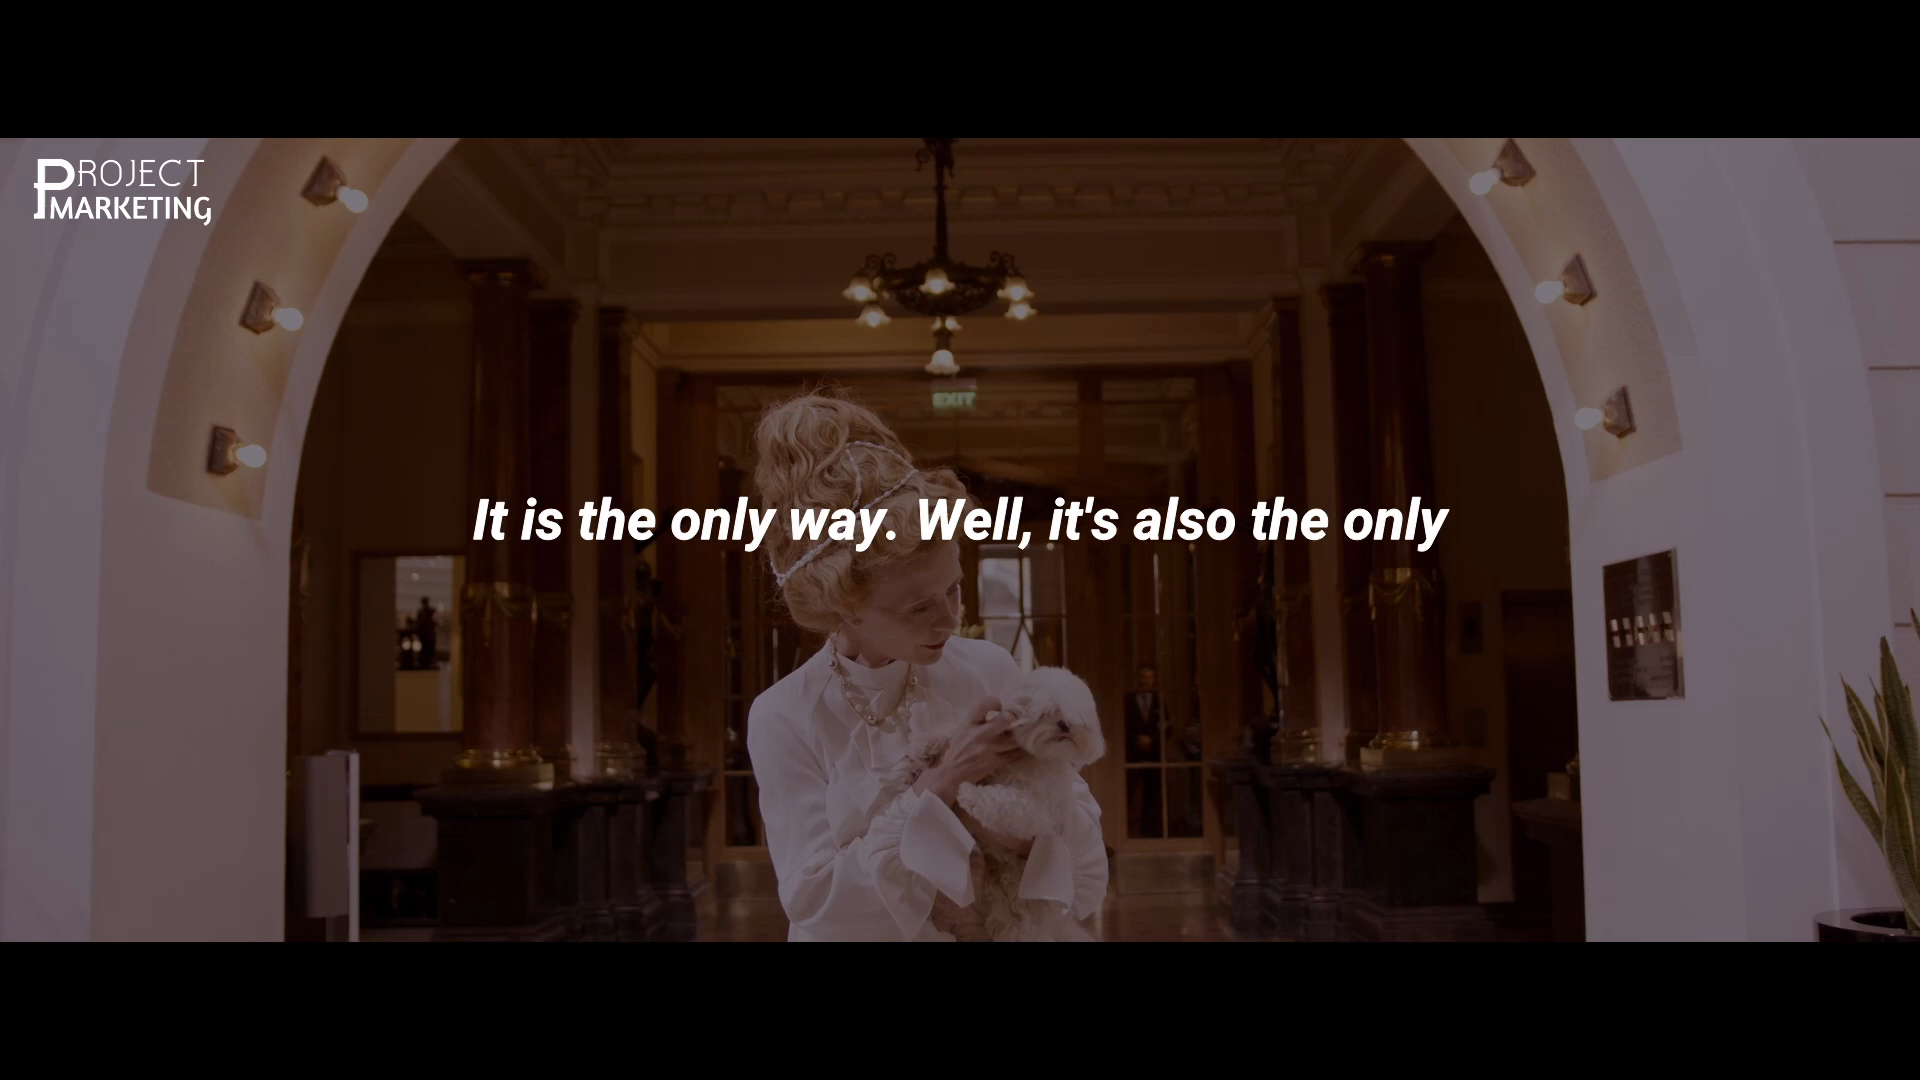 PROJECT
MARKETING
EXIT
It is the only way. Well, it's also the only